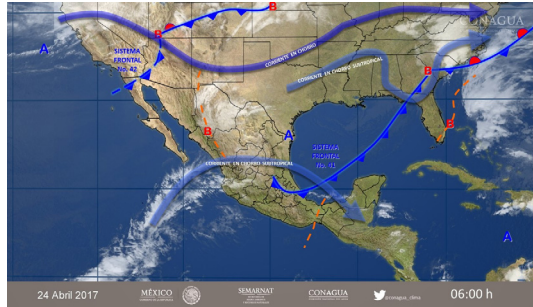 CONAGUA
B
B
A
SISTEMA
FRONTAL
No. 42
CORRIENTE EN CHORRO
CORRIENTE EN CHORRO SUBTROPICAL
B
B
B
A
SISTEMA
FRONTAL
No. 41
CORRIENTE EN CHORRO SUBTROPICAL
A
24 Abril 2017
MÉXICO
SEMARNAT
CONAGUA
@conagua_clima
06:00 h